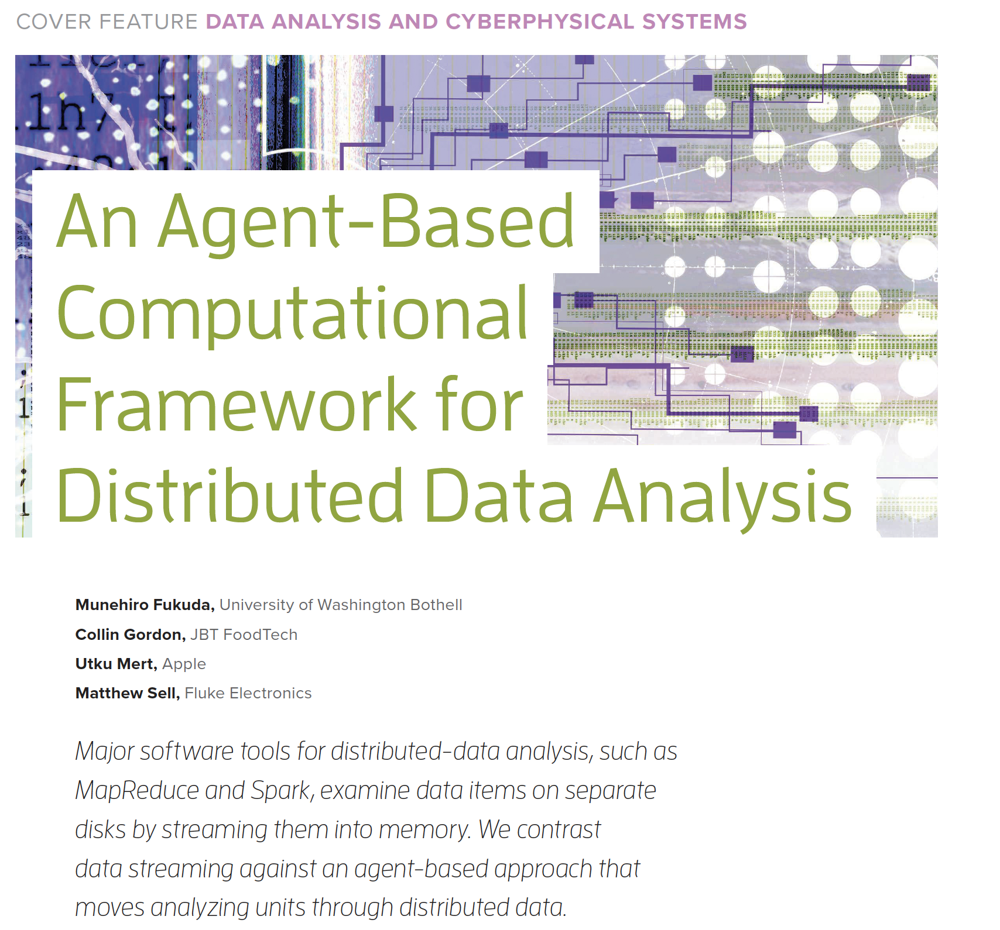 COVER FEATURE DATA ANALYSIS AND CYBERPHYSICAL SYSTEMS
An Agent-Based
Computational
Framework for
Distributed Data Analysis
Munehiro Fukuda, University of Washington Bothell
Collin Gordon, JBT FoodTech
Utku Mert, Apple
Matthew Sell, Fluke Electronics
Major software tools for distributed-data analysis, such as
MapReduce and Spark, examine data items on separate
disks by streaming them into memory. We contrast
data streaming against an agent-based approach that
moves analyzing units through distributed data.